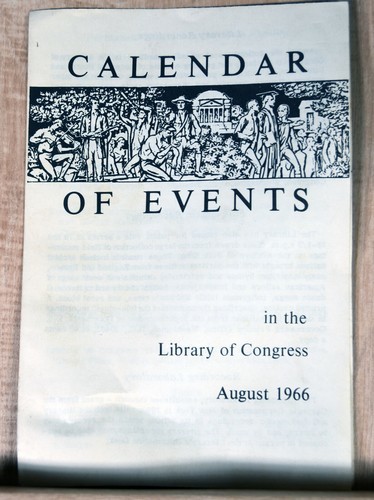 CALENDAR
OF EVENTS
in the
Library of Congress
August 1966